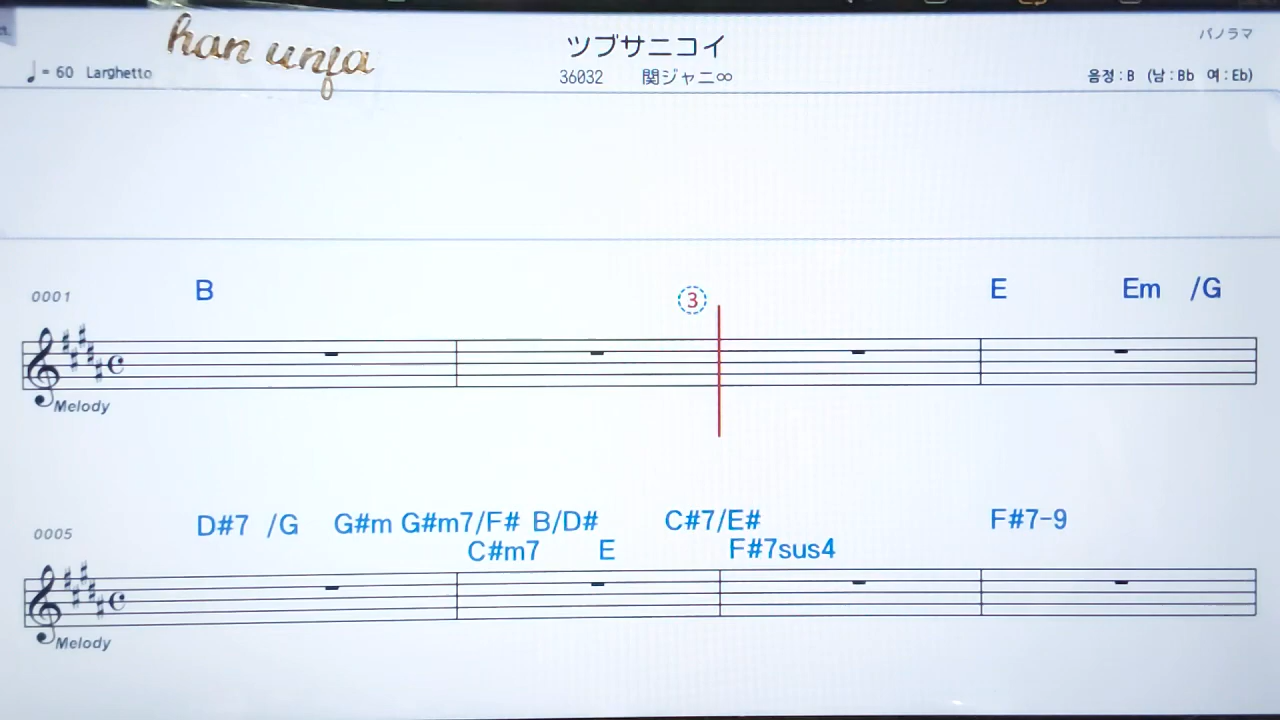 han unja
ツブサニコイ
パノラマ
♩= 60 Larghetto
36032 関ジャニ∞
음정 : B (남 : Bb 여 : Eb)
0001
B
3
E Em /G
Melody
0005
D#7 /G G#m G#m7/F# B/D# C#7/E# F#7-9
C#m7 E F#7sus4
Melody